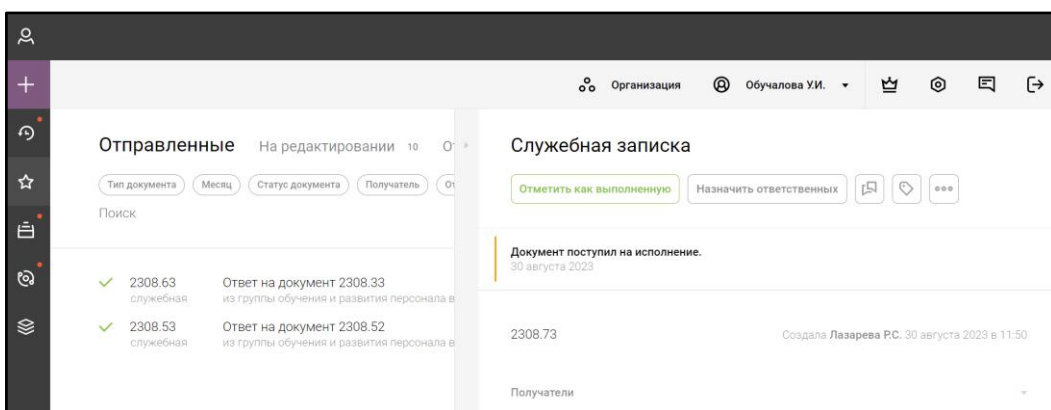 Организация Обучалова У.И.
Отправленные На редактировании 10
Тип документа Месяц Статус документа Получатель
Поиск
2308.63 Ответ на документ 2308.33
служебная из группы обучения и развития персонала в
2308.53 Ответ на документ 2308.52
служебная из группы обучения и развития персонала в
Служебная записка
Отметить как выполненную Назначить ответственных
Документ поступил на исполнение.
30 августа 2023
2308.73 Создала Лазарева Р.С. 30 августа 2023 в 11:50
Получатели